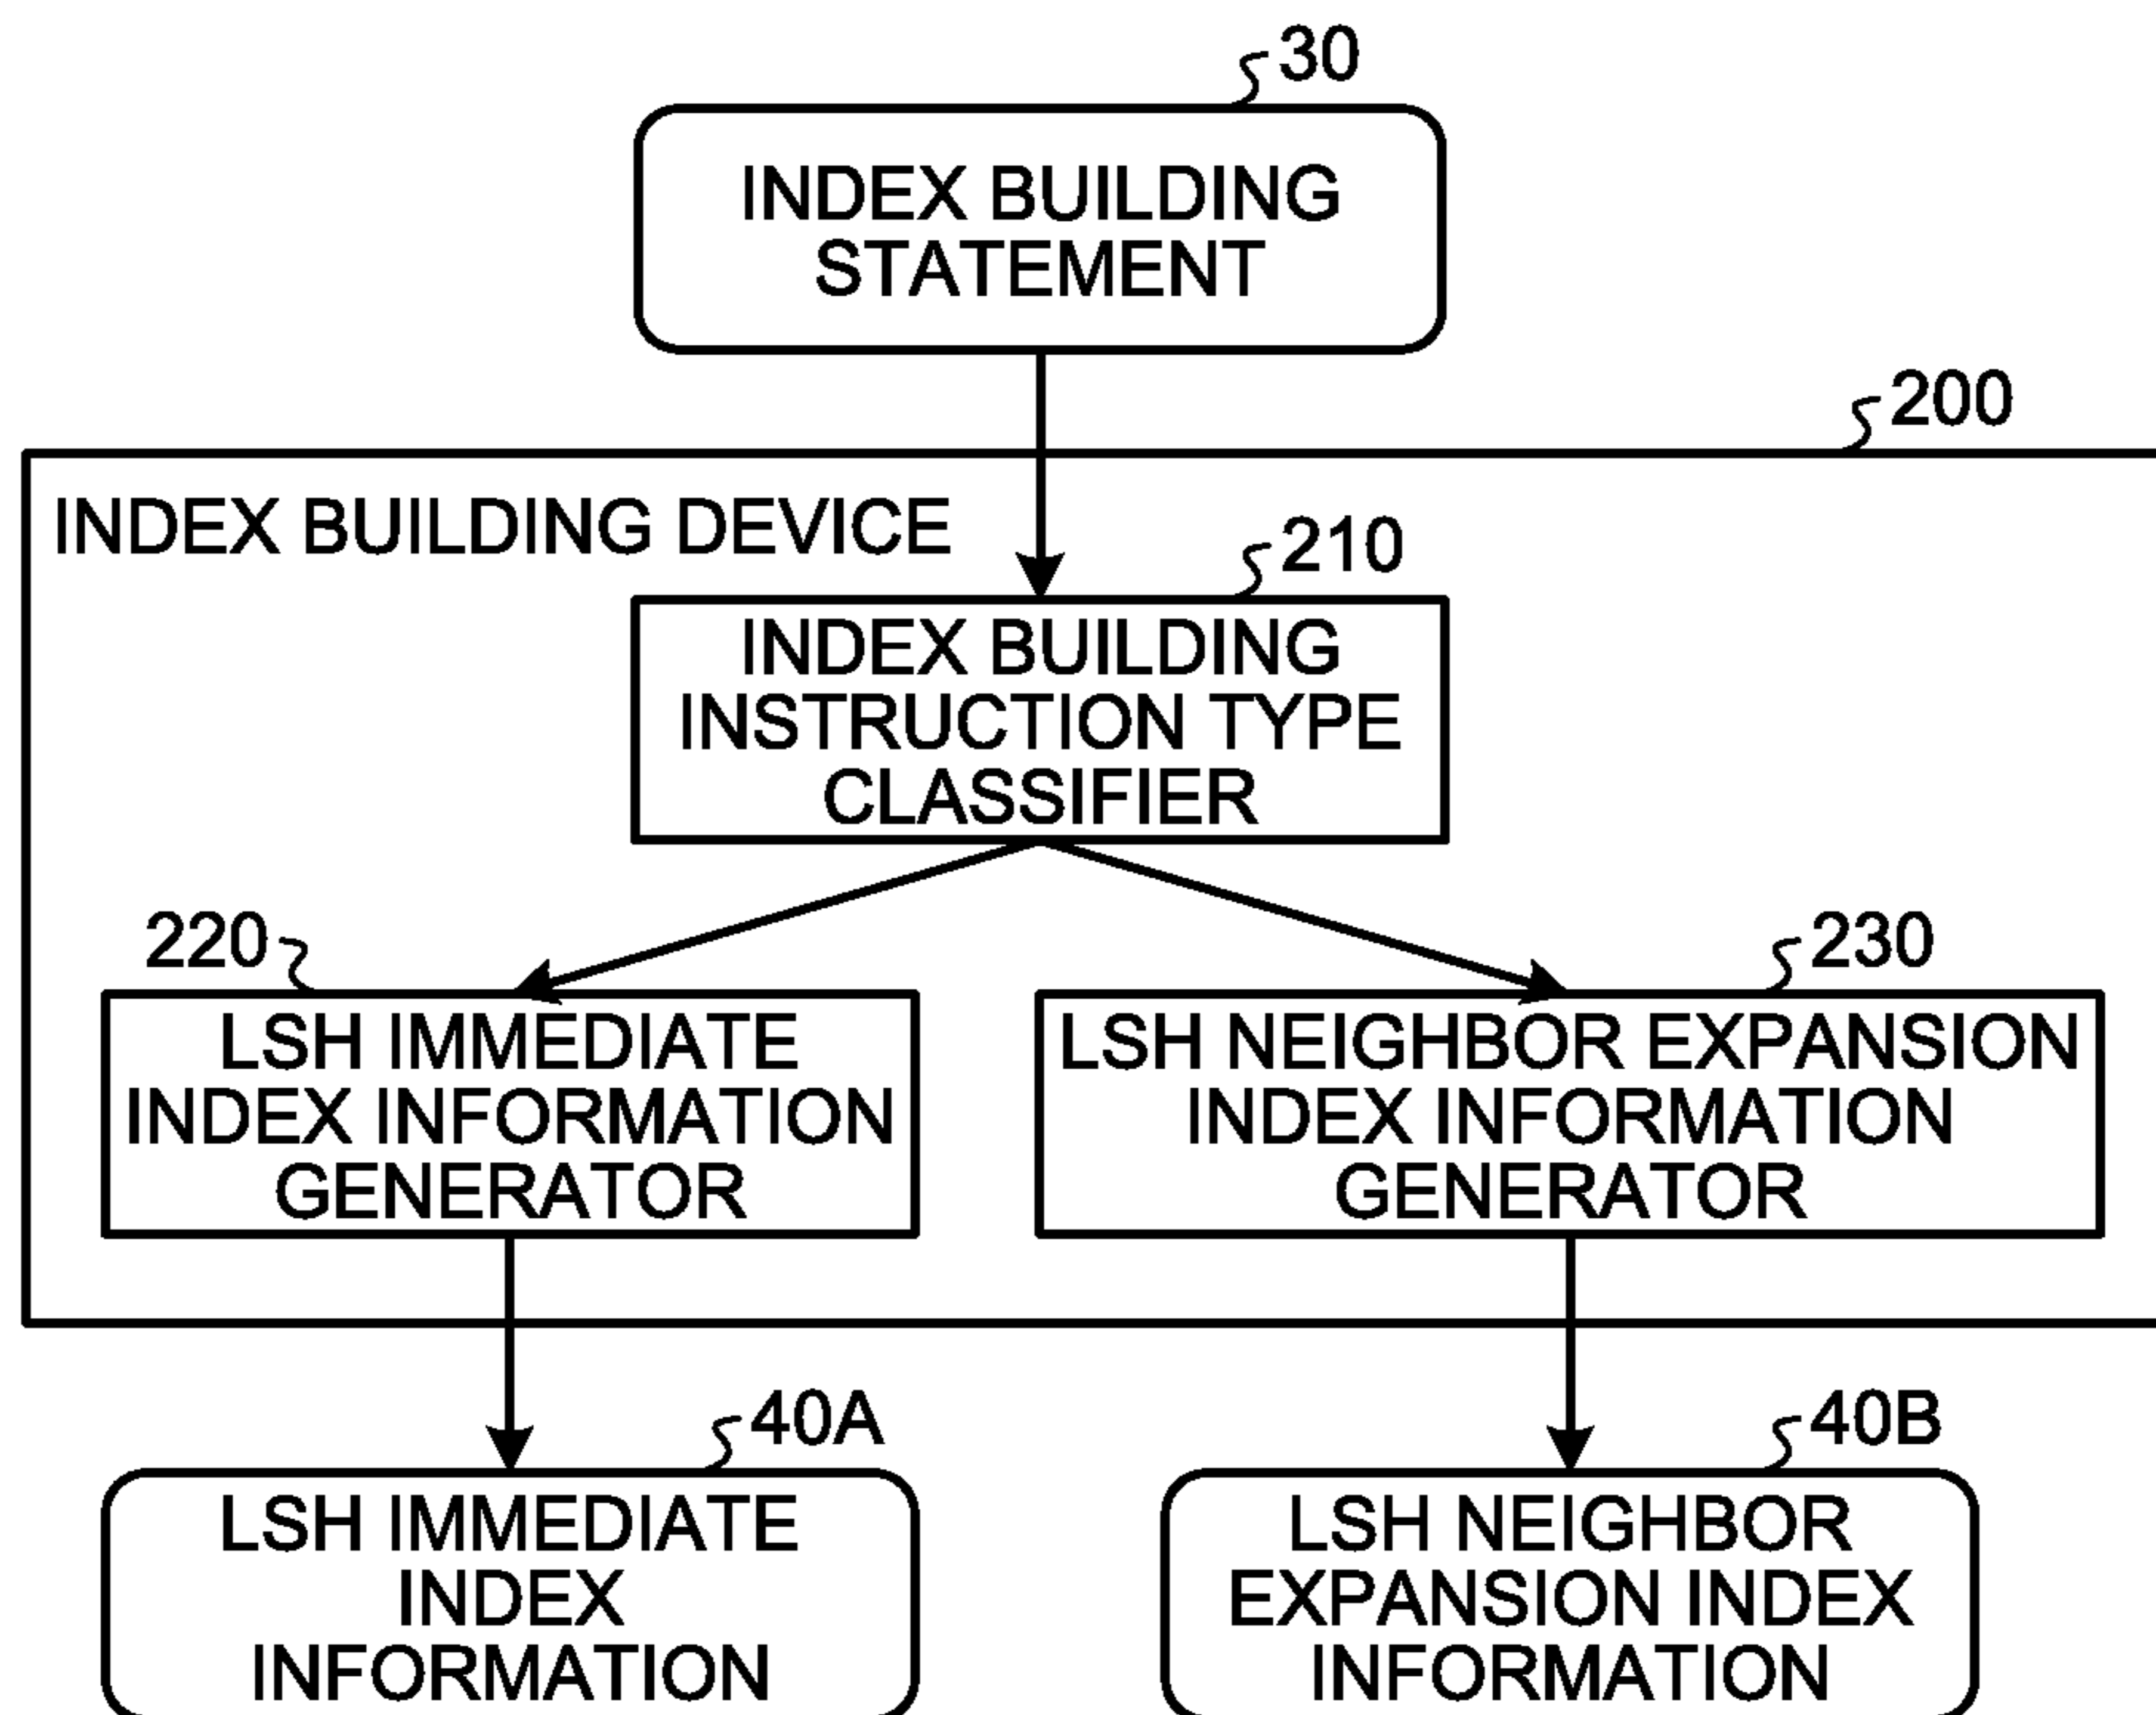 30
INDEX BUILDING
STATEMENT
200
INDEX BUILDING DEVICE
210
INDEX BUILDING
INSTRUCTION TYPE
CLASSIFIER
220
LSH IMMEDIATE
INDEX INFORMATION
GENERATOR
230
LSH NEIGHBOR EXPANSION
INDEX INFORMATION
GENERATOR
40A
LSH IMMEDIATE
INDEX
INFORMATION
40B
LSH NEIGHBOR
EXPANSION INDEX
INFORMATION